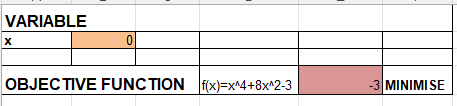 VARIABLE
x 0
OBJECTIVE FUNCTION f(x)=x^4+8x^2-3 -3 MINIMISE